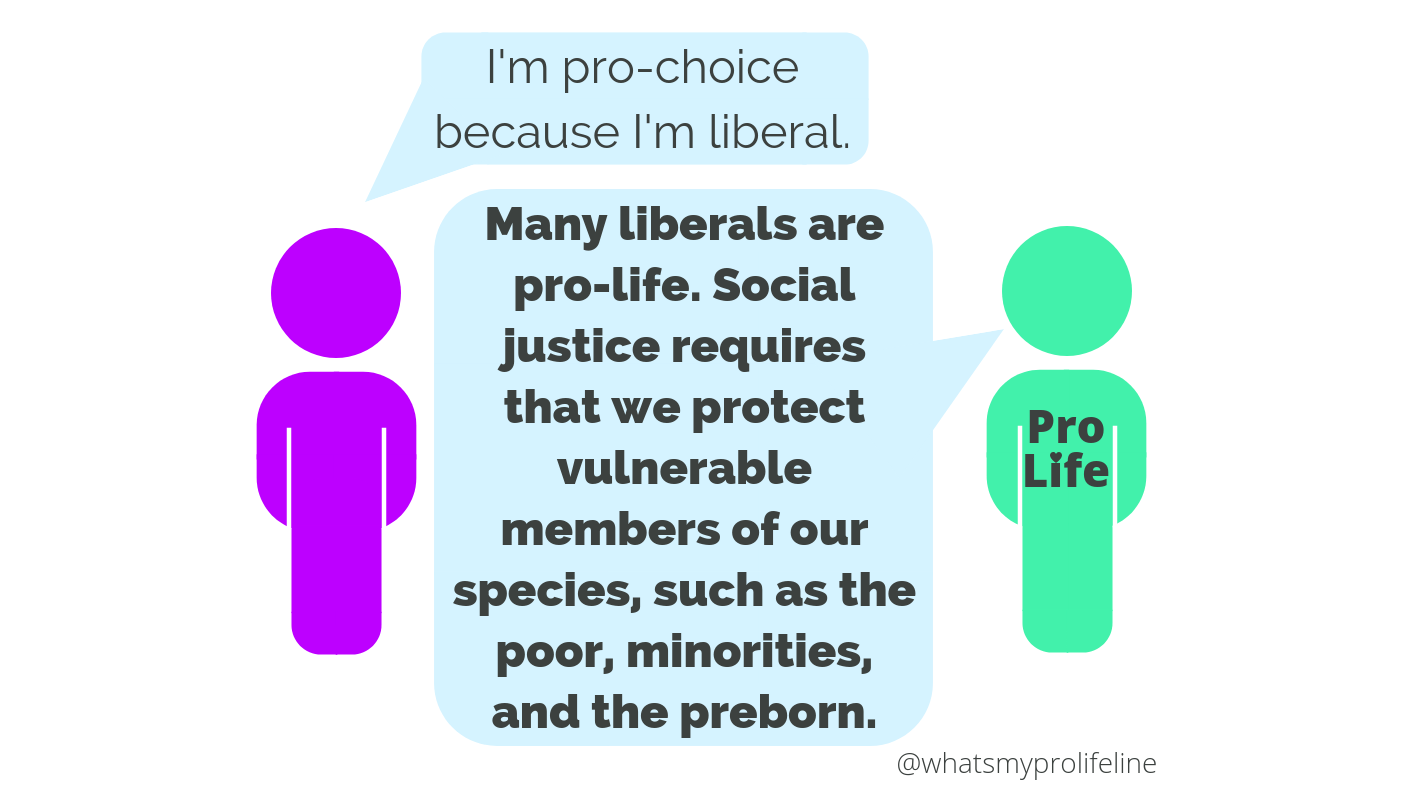 I'm pro-choice
because I'm liberal.
Many liberals are
pro-life. Social
justice requires
that we protect
vulnerable
members of our
species, such as the
poor, minorities,
and the preborn.
Pro
Life
@whatsmyprolifeline